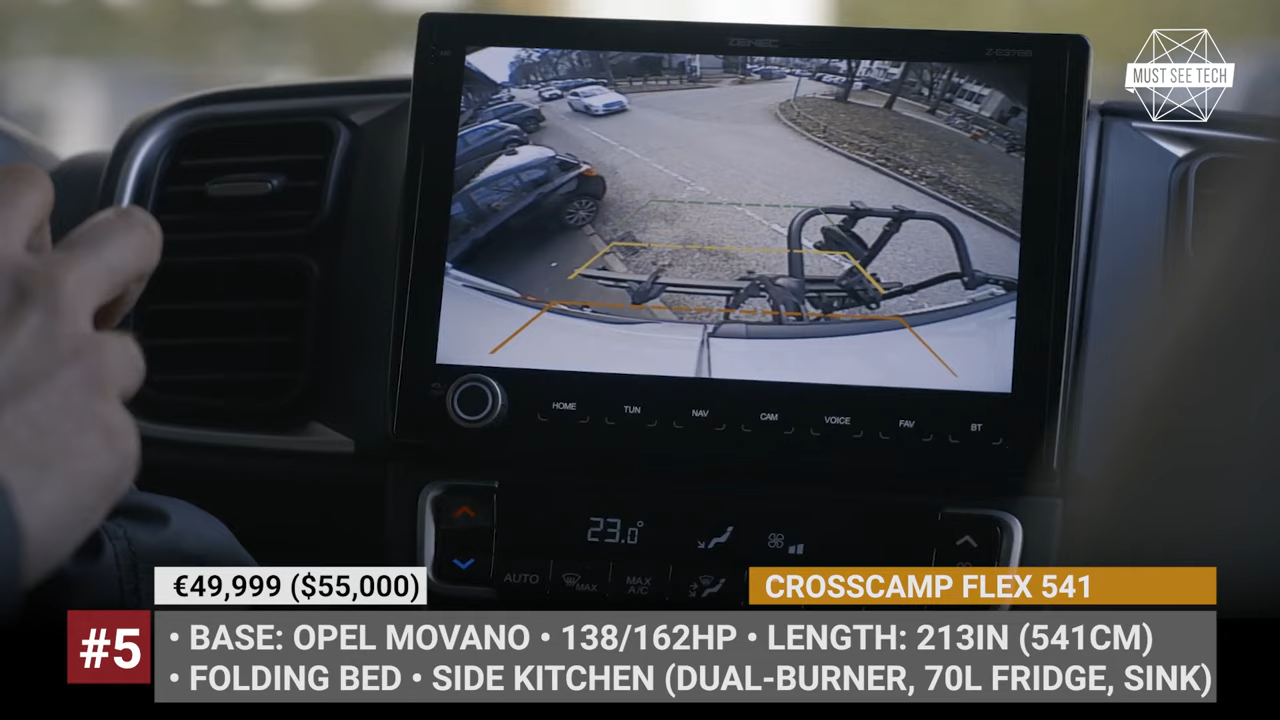 ZENEC
Z-E3766
MUST SEE TECH
HOME TUN NAV CAM VOICE FAV BT
23.0°
AUTO MAX MAX A/C
€49,999 ($55,000)
CROSSCAMP FLEX 541
#5
• BASE: OPEL MOVANO • 138/162HP • LENGTH: 213IN (541CM)
• FOLDING BED • SIDE KITCHEN (DUAL-BURNER, 70L FRIDGE, SINK)